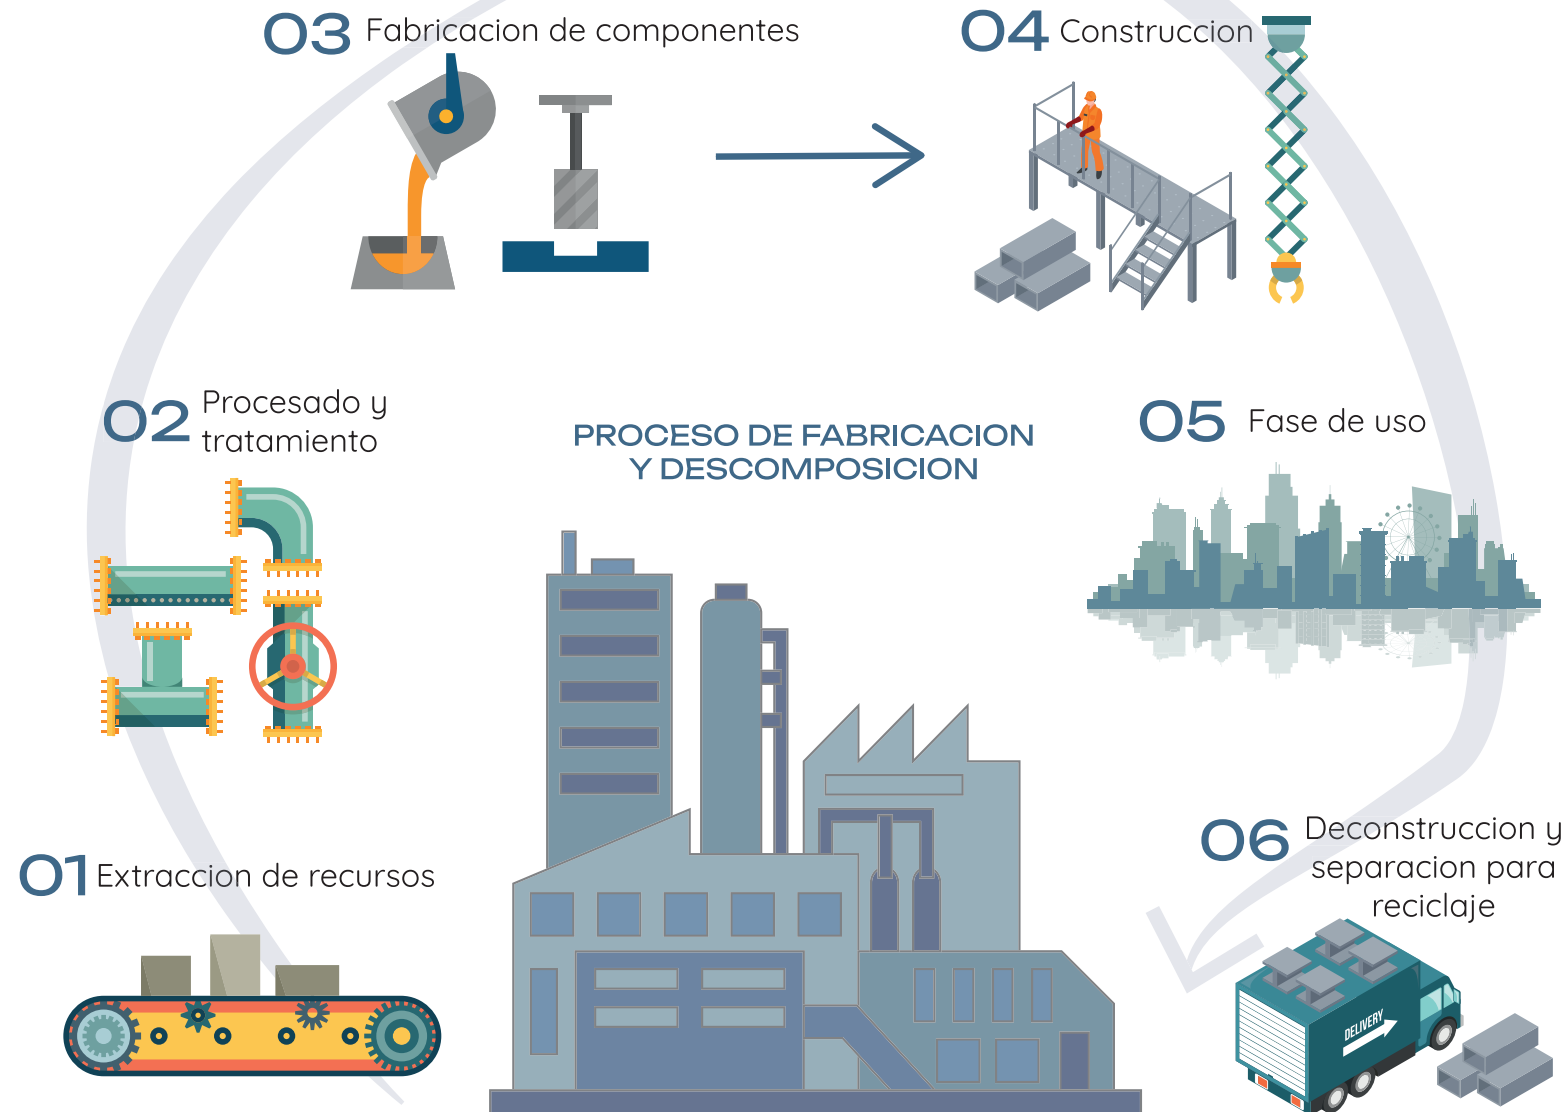 03 Fabricacion de componentes
04 Construccion
02 Procesado y
tratamiento
PROCESO DE FABRICACION
Y DESCOMPOSICION
05 Fase de uso
01 Extraccion de recursos
06 Deconstruccion y
separacion para
reciclaje
DELIVERY